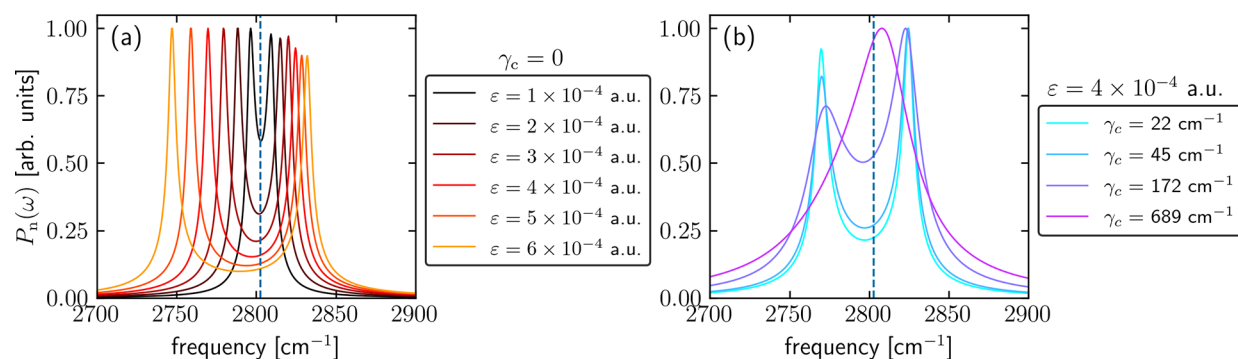 (a)
1.00
0.75
0.50
0.25
0.00
P_n(ω) [arb. units]
2700 2750 2800 2850 2900
frequency [cm⁻¹]
γ_c = 0
ε = 1 × 10⁻⁴ a.u.
ε = 2 × 10⁻⁴ a.u.
ε = 3 × 10⁻⁴ a.u.
ε = 4 × 10⁻⁴ a.u.
ε = 5 × 10⁻⁴ a.u.
ε = 6 × 10⁻⁴ a.u.
(b)
1.00
0.75
0.50
0.25
0.00
2700 2750 2800 2850 2900
frequency [cm⁻¹]
ε = 4 × 10⁻⁴ a.u.
γ_c = 22 cm⁻¹
γ_c = 45 cm⁻¹
γ_c = 172 cm⁻¹
γ_c = 689 cm⁻¹